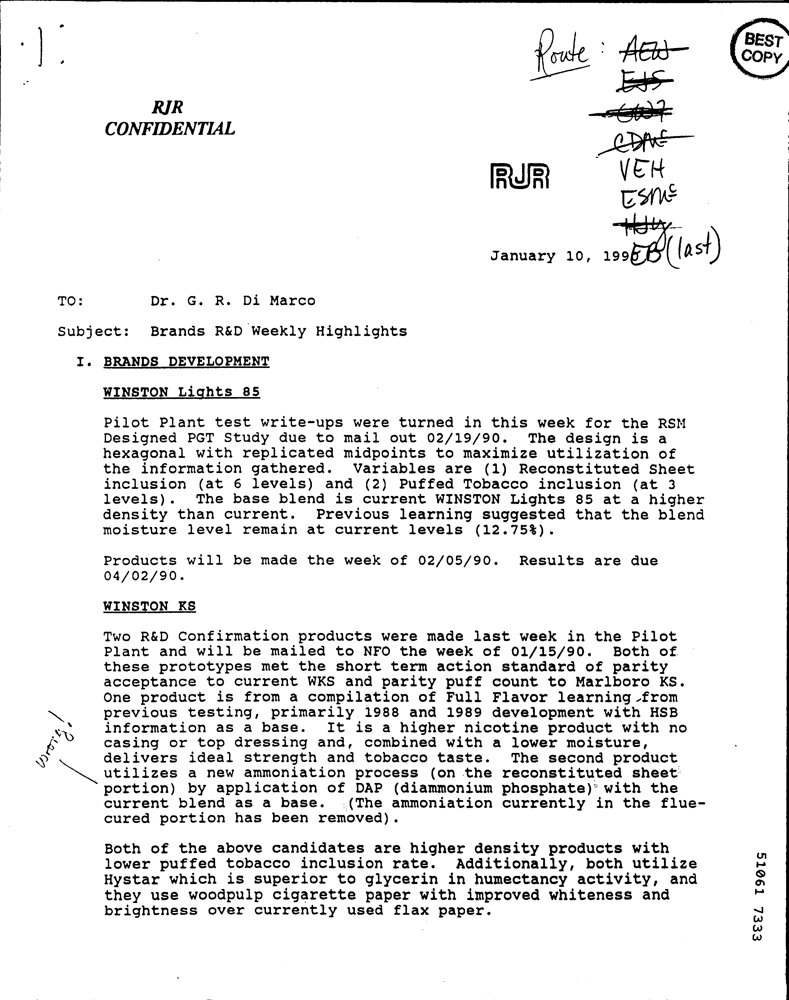 Route : AEW
BEST
COPY
EJS
GW?
CDMc
VEH
ESMc
HJy
EB (last)
RJR
CONFIDENTIAL
RJR
January 10, 199
TO: Dr. G. R. Di Marco
Subject: Brands R&D Weekly Highlights
I. BRANDS DEVELOPMENT
WINSTON Lights 85
Pilot Plant test write-ups were turned in this week for the RSM
Designed PGT Study due to mail out 02/19/90. The design is a
hexagonal with replicated midpoints to maximize utilization of
the information gathered. Variables are (1) Reconstituted Sheet
inclusion (at 6 levels) and (2) Puffed Tobacco inclusion (at 3
levels). The base blend is current WINSTON Lights 85 at a higher
density than current. Previous learning suggested that the blend
moisture level remain at current levels (12.75%).
Products will be made the week of 02/05/90. Results are due
04/02/90.
WINSTON KS
Two R&D Confirmation products were made last week in the Pilot
Plant and will be mailed to NFO the week of 01/15/90. Both of
these prototypes met the short term action standard of parity
acceptance to current WKS and parity puff count to Marlboro KS.
One product is from a compilation of Full Flavor learning from
previous testing, primarily 1988 and 1989 development with HSB
information as a base. It is a higher nicotine product with no
casing or top dressing and, combined with a lower moisture,
delivers ideal strength and tobacco taste. The second product
utilizes a new ammoniation process (on the reconstituted sheet
portion) by application of DAP (diammonium phosphate) with the
current blend as a base. (The ammoniation currently in the flue-
cured portion has been removed).
wrong!
Both of the above candidates are higher density products with
lower puffed tobacco inclusion rate. Additionally, both utilize
Hystar which is superior to glycerin in humectancy activity, and
they use woodpulp cigarette paper with improved whiteness and
brightness over currently used flax paper.
51061 7333